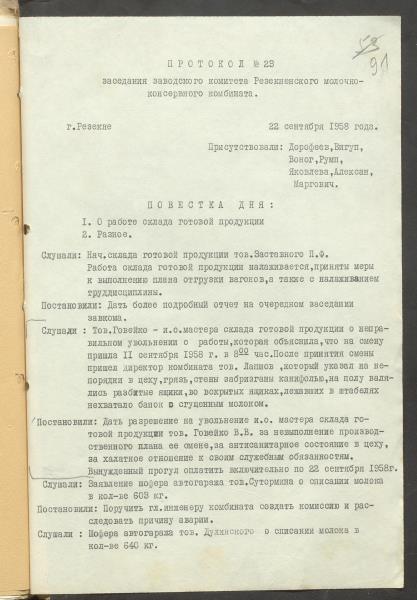 58
91
ПРОТОКОЛ № 23
заседания заводского комитета Резекненского молочно-
консервного комбината.
г.Резекне 22 сентября 1958 года.
Присутствовали: Дорофеев,Вигуп,
Воног,Румп,
Яковлева,Алексан,
Маргович.
ПОВЕСТКА ДНЯ:
1. О работе склада готовой продукции
2. Разное.
Слушали: Нач.склада готовой продукции тов.Заставного П.Ф.
Работа склада готовой продукции налаживается,приняты меры
к выполнению плана отгрузки вагонов,а также с налаживанием
труддисциплины.
Постановили: Дать более подробный отчет на очередном заседании
завкома.
Слушали : Тов.Говейко - и.о.мастера склада готовой продукции о непра-
вильном увольнении с работы,которая объяснила,что на смену
пришла 11 сентября 1958 г. в 8⁰⁰ час.После принятия смены
пришел директор комбината тов. Лапшов ,который указал на не-
порядки в цеху,грязь,стены забрызганы канифолью,на полу валя-
лись разбитые ящики,во вскрытых ящиках,лежавших в штабелях
нехватало банок с сгущенным молоком.
Постановили: Дать разрешение на увольнение и.о. мастера склада го-
товой продукции тов. Говейко В.В. за невыполнение производ-
ственного плана ее смене,за антисанитарное состояние в цеху,
за халатное отношение к своим служебным обязанностям.
Вынужденный прогул оплатить включительно по 22 сентября 1958г.
Слушали: Заявление шофера автогаража тов.Сутормина о списании молока
в кол-ве 603 кг.
Постановили: Поручить гл.инженеру комбината создать комиссию и рас-
следовать причину аварии.
Слушали : Шофера автогаража тов. Дулинского о списании молока в
кол-ве 640 кг.